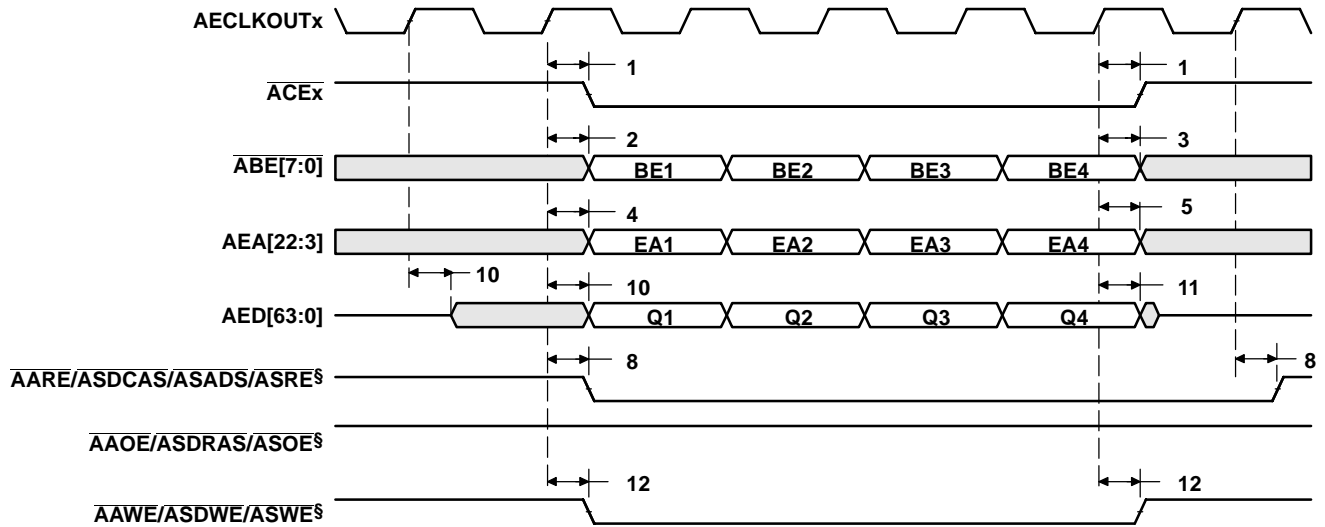 AECLKOUTx
1 1
ACEx
2 3
ABE[7:0] BE1 BE2 BE3 BE4
4 5
AEA[22:3] EA1 EA2 EA3 EA4
10 10 11
AED[63:0] Q1 Q2 Q3 Q4
8 8
AARE/ASDCAS/ASADS/ASRE§
AAOE/ASDRAS/ASOE§
12 12
AAWE/ASDWE/ASWE§